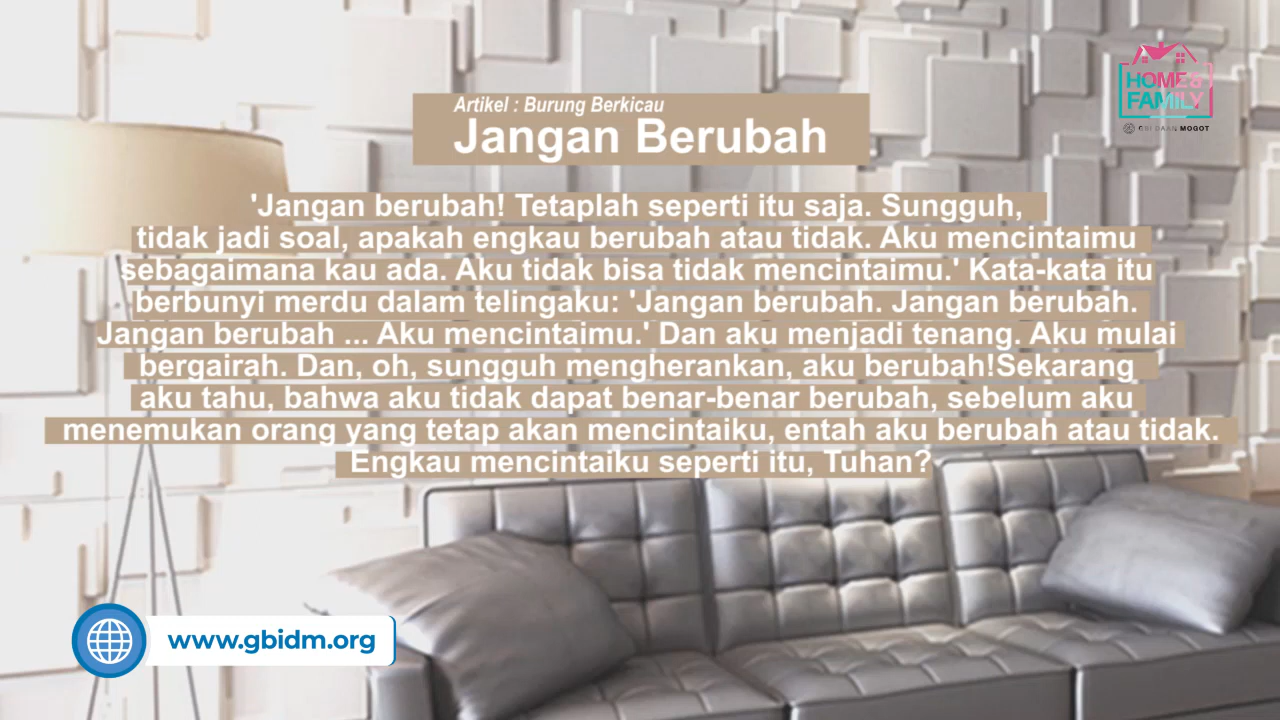 HOME &
FAMILY
GBI DAAN MOGOT
Artikel : Burung Berkicau
Jangan Berubah
'Jangan berubah! Tetaplah seperti itu saja. Sungguh,
tidak jadi soal, apakah engkau berubah atau tidak. Aku mencintaimu
sebagaimana kau ada. Aku tidak bisa tidak mencintaimu.' Kata-kata itu
berbunyi merdu dalam telingaku: 'Jangan berubah. Jangan berubah.
Jangan berubah ... Aku mencintaimu.' Dan aku menjadi tenang. Aku mulai
bergairah. Dan, oh, sungguh mengherankan, aku berubah!Sekarang
aku tahu, bahwa aku tidak dapat benar-benar berubah, sebelum aku
menemukan orang yang tetap akan mencintaiku, entah aku berubah atau tidak.
Engkau mencintaiku seperti itu, Tuhan?
www.gbidm.org